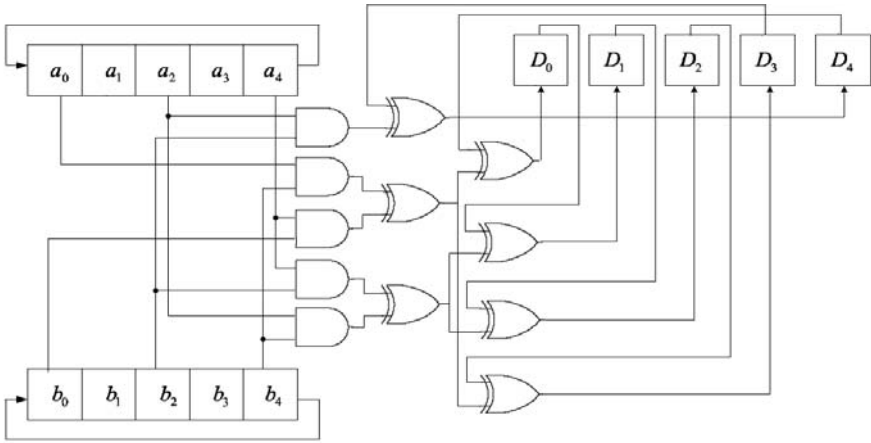 D₀ D₁ D₂ D₃ D₄
a₀ a₁ a₂ a₃ a₄
b₀ b₁ b₂ b₃ b₄